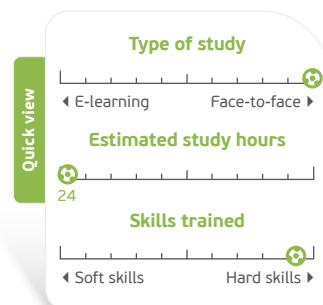 Quick view
Type of study
E-learning Face-to-face
Estimated study hours
24
Skills trained
Soft skills Hard skills